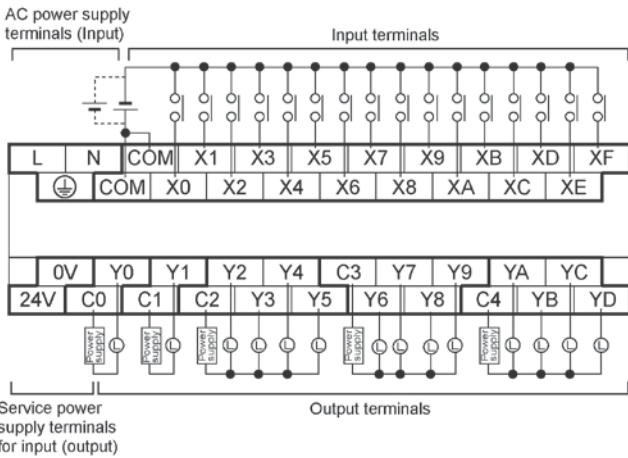 AC power supply
terminals (Input)
Input terminals
L N COM X1 X3 X5 X7 X9 XB XD XF
COM X0 X2 X4 X6 X8 XA XC XE
0V Y0 Y1 Y2 Y4 C3 Y7 Y9 YA YC
24V C0 C1 C2 Y3 Y5 Y6 Y8 C4 YB YD
Power supply L Power supply L Power supply L L L L Power supply L L L L Power supply L L L L
Service power
supply terminals
for input (output)
Output terminals